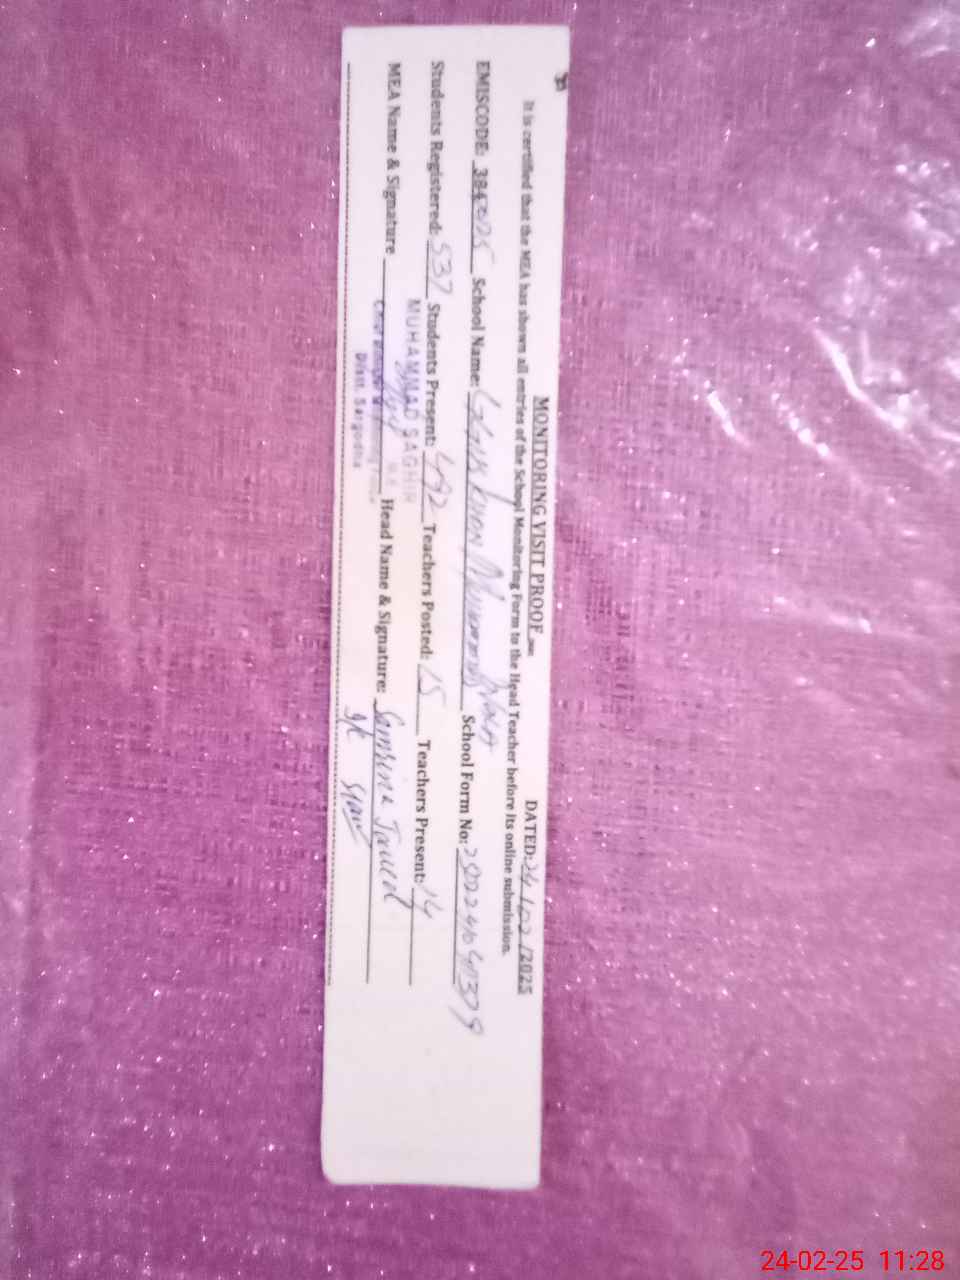 MONITORING VISIT PROOF
DATED: 24/02/2025
It is certified that the MEA has shown all entries of the School Monitoring Form to the Head Teacher before its online submission.
EMISCODE: School Name: School Form No:
Students Registered: 537 Students Present: 492 Teachers Posted: 15 Teachers Present: 14
MUHAMMAD SAGHIR
MEA Name & Signature Head Name & Signature: Samrina Javed
Distt. Sargodha
24-02-25 11:28